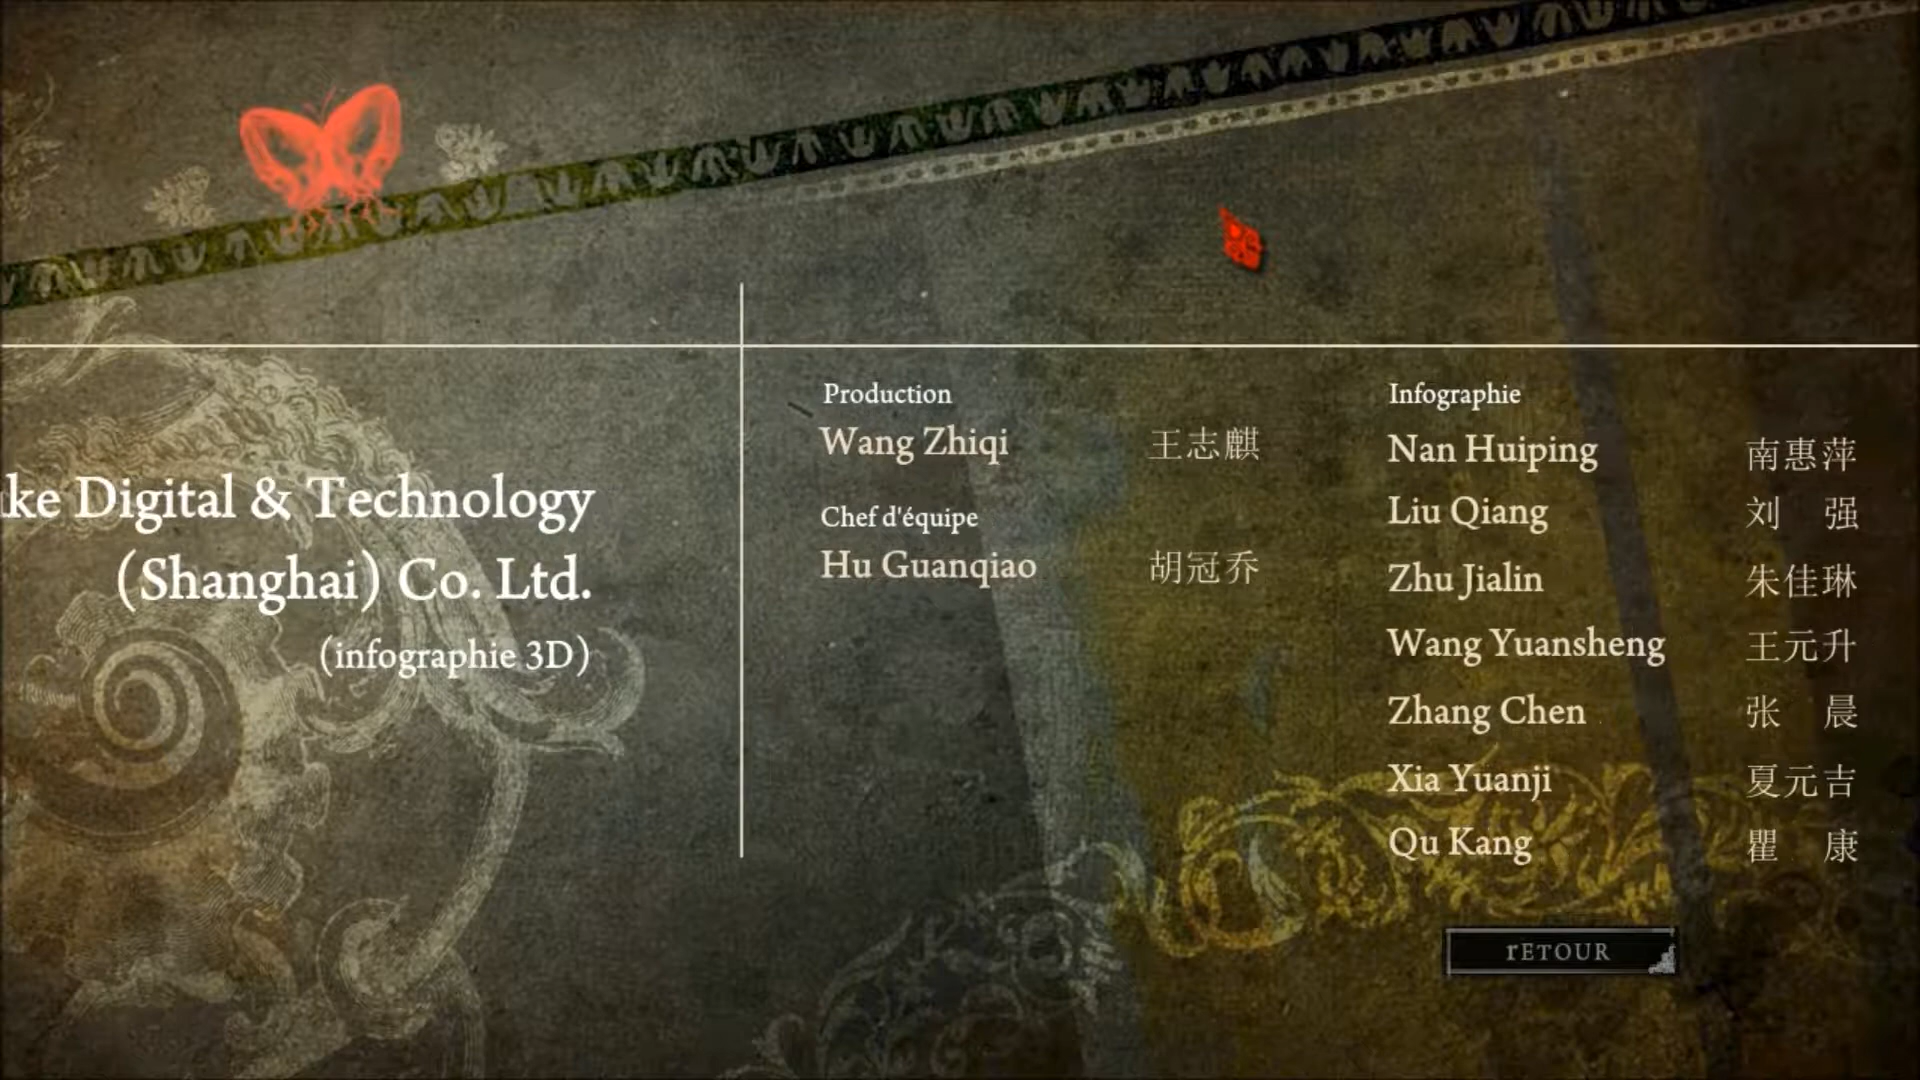 Digital & Technology
(Shanghai) Co. Ltd.
(infographie 3D)
Production
Wang Zhiqi 王志麒
Chef d'équipe
Hu Guanqiao 胡冠乔
Infographie
Nan Huiping 南惠萍
Liu Qiang 刘 强
Zhu Jialin 朱佳琳
Wang Yuansheng 王元升
Zhang Chen 张 晨
Xia Yuanji 夏元吉
Qu Kang 瞿 康
rETOUR